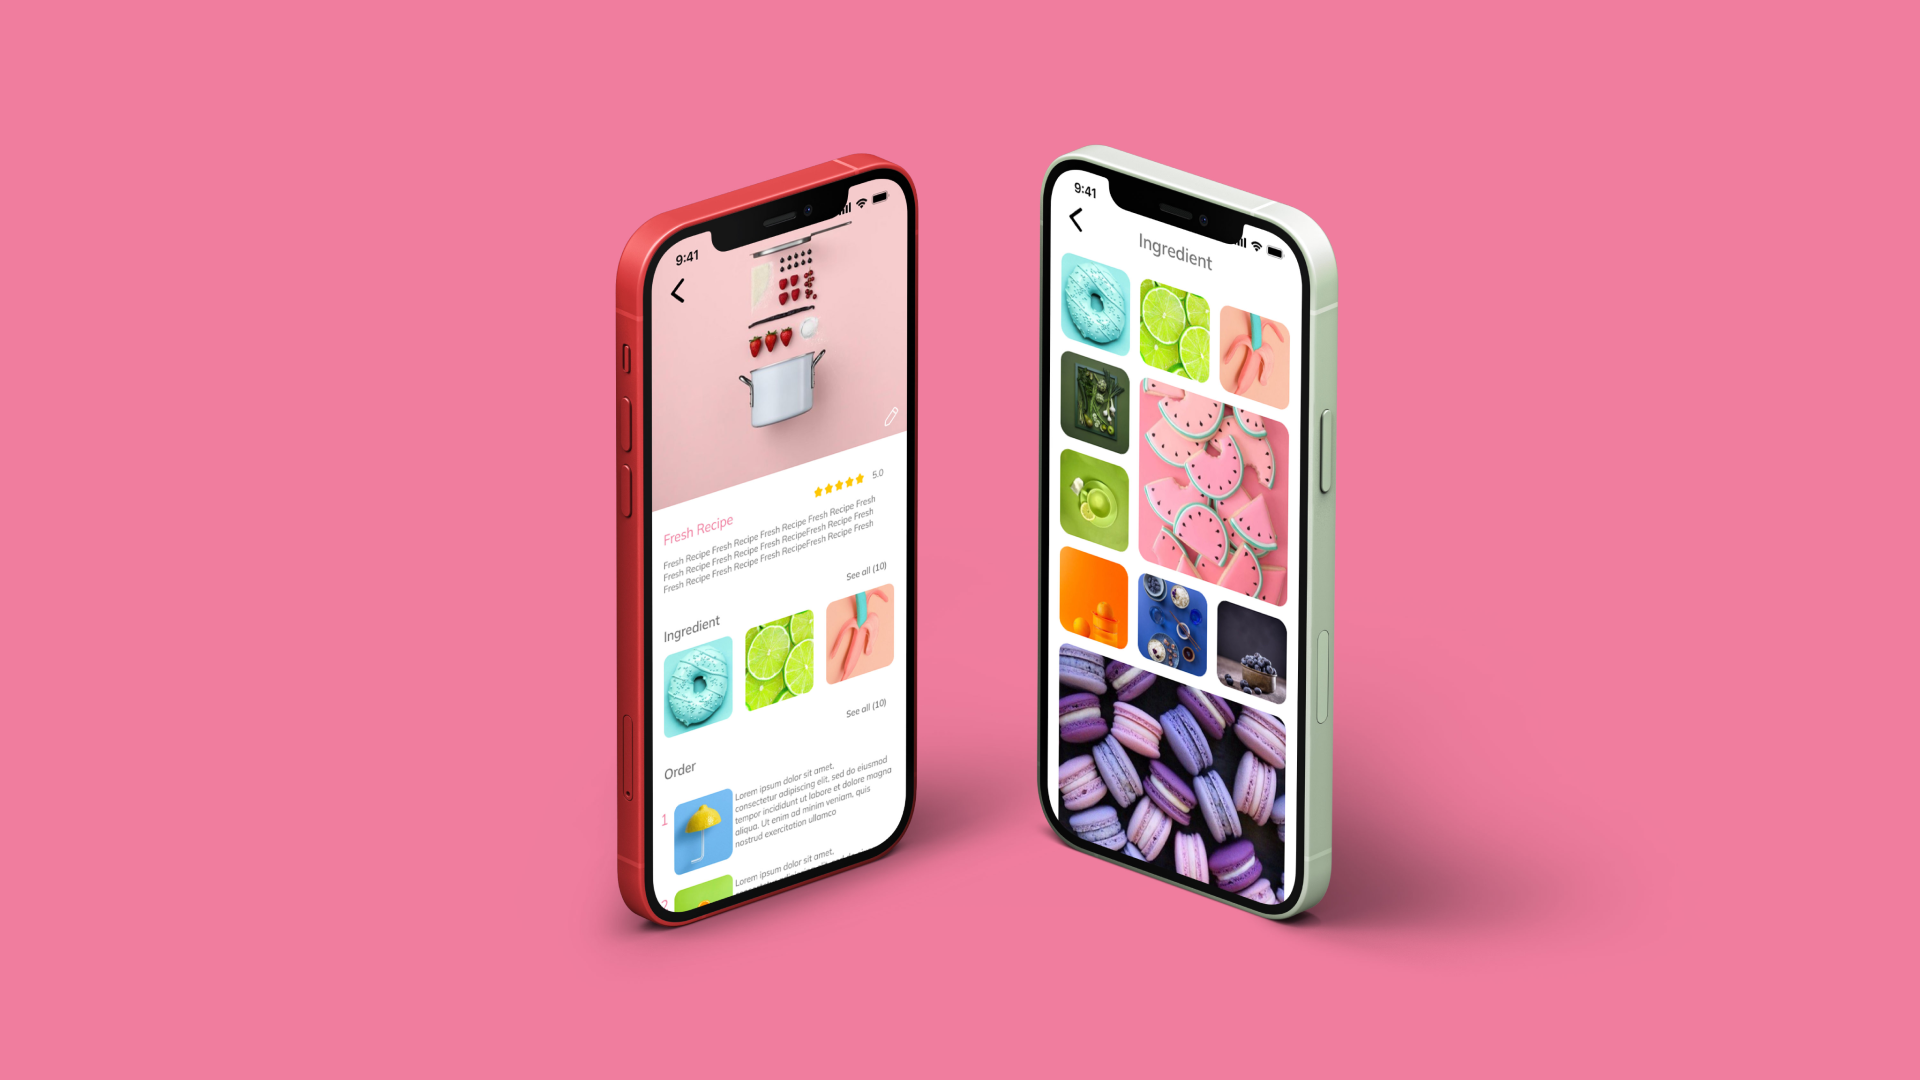 9:41
5.0
Fresh Recipe
Fresh Recipe Fresh Recipe Fresh Recipe Fresh Recipe Fresh
Fresh Recipe Fresh Recipe Fresh RecipeFresh Recipe Fresh
Fresh Recipe Fresh Recipe Fresh RecipeFresh Recipe Fresh
See all (10)
Ingredient
See all (10)
Order
1
Lorem ipsum dolor sit amet,
consectetur adipiscing elit, sed do eiusmod
tempor incididunt ut labore et dolore magna
aliqua. Ut enim ad minim veniam, quis
nostrud exercitation ullamco
2
Lorem ipsum dolor sit amet,
9:41
Ingredient